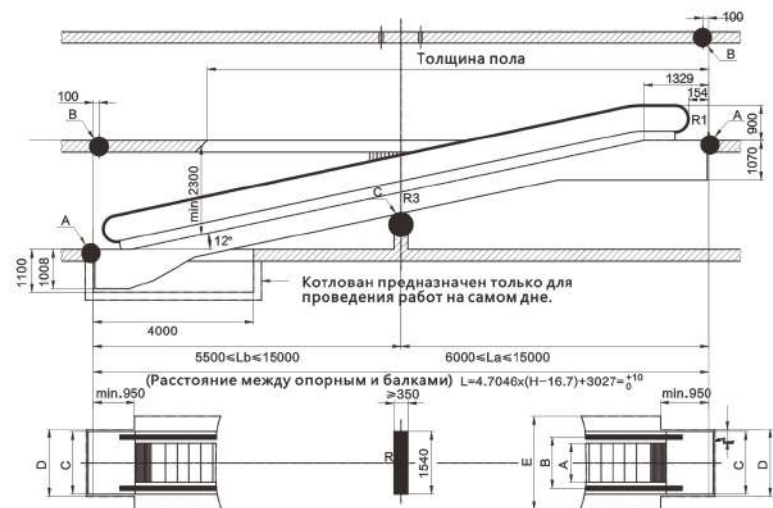 100
B
Толщина пола
1329
100
154
B
R1
A
900
1070
min.2300
C
R3
A
12°
1100
1008
Котлован предназначен только для
проведения работ на самом дне.
4000
5500≤Lb≤15000
6000≤La≤15000
(Расстояние между опорным и балками) L=4.7046x(H−16.7)+3027=+10 0
min.950
≥350
min.950
D
C
R
1540
E
B
A
C
D